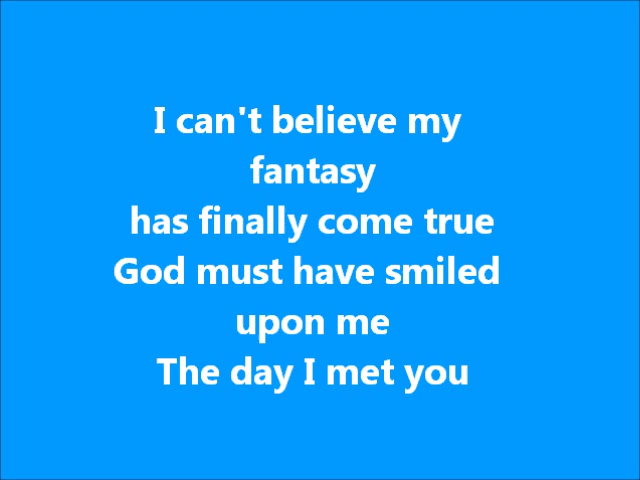 I can't believe my
fantasy
has finally come true
God must have smiled
upon me
The day I met you